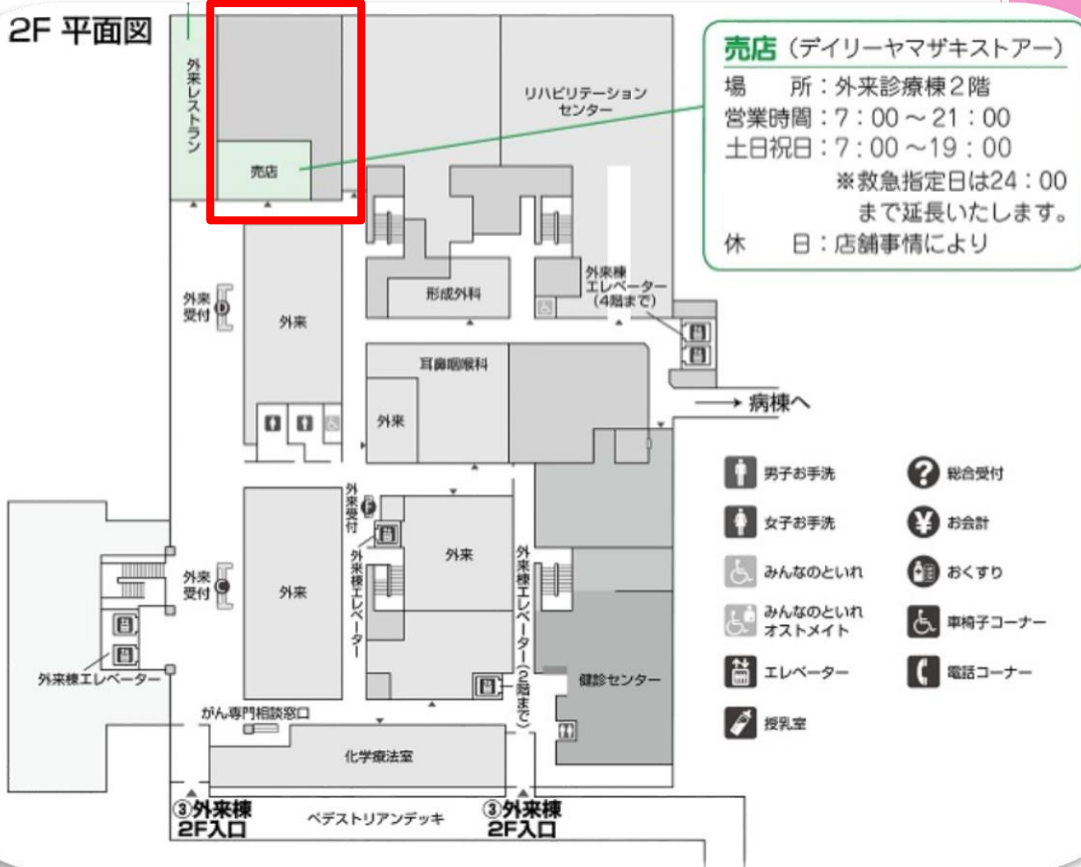 2F 平面図
売店（デイリーヤマザキストアー）
場　　所：外来診療棟２階
営業時間：7：00～21：00
土日祝日：7：00～19：00
※救急指定日は24：00
まで延長いたします。
休　　日：店舗事情により
外来レストラン
売店
リハビリテーション
センター
外来
受付
D
外来
形成外科
外来棟
エレベーター
（4階まで）
耳鼻咽喉科
外来
病棟へ
外来受付
F
外来棟エレベーター
外来
外来棟エレベーター（2階まで）
外来
受付
C
外来
外来棟エレベーター
健診センター
がん専門相談窓口
化学療法室
③外来棟
2F入口
ペデストリアンデッキ
③外来棟
2F入口
男子お手洗
女子お手洗
みんなのといれ
みんなのといれ
オストメイト
エレベーター
授乳室
?
総合受付
¥
お会計
おくすり
車椅子コーナー
電話コーナー